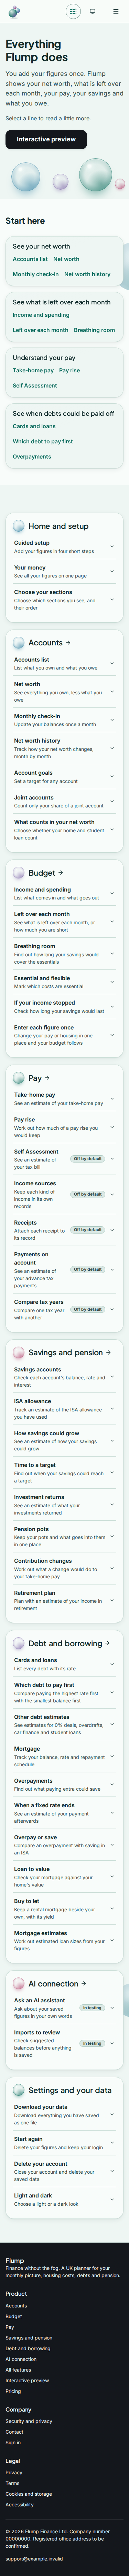 Everything
Flump does
You add your figures once. Flump
shows your net worth, what is left over
each month, your pay, your savings and
what you owe.
Select a line to read a little more.
Interactive preview
Start here
See your net worth
Accounts list Net worth
Monthly check-in Net worth history
See what is left over each month
Income and spending
Left over each month Breathing room
Understand your pay
Take-home pay Pay rise
Self Assessment
See when debts could be paid off
Cards and loans
Which debt to pay first
Overpayments
Home and setup
Guided setup
Add your figures in four short steps
Your money
See all your figures on one page
Choose your sections
Choose which sections you see, and
their order
Accounts →
Accounts list
List what you own and what you owe
Net worth
See everything you own, less what you
owe
Monthly check-in
Update your balances once a month
Net worth history
Track how your net worth changes,
month by month
Account goals
Set a target for any account
Joint accounts
Count only your share of a joint account
What counts in your net worth
Choose whether your home and student
loan count
Budget →
Income and spending
List what comes in and what goes out
Left over each month
See what is left over each month, or
how much you are short
Breathing room
Find out how long your savings would
cover the essentials
Essential and flexible
Mark which costs are essential
If your income stopped
Check how long your savings would last
Enter each figure once
Change your pay or housing in one
place and your budget follows
Pay →
Take-home pay
See an estimate of your take-home pay
Pay rise
Work out how much of a pay rise you
would keep
Self Assessment
See an estimate of
your tax bill
Off by default
Income sources
Keep each kind of
income in its own
records
Off by default
Receipts
Attach each receipt to
its record
Off by default
Payments on
account
See an estimate of
your advance tax
payments
Off by default
Compare tax years
Compare one tax year
with another
Off by default
Savings and pension →
Savings accounts
Check each account's balance, rate and
interest
ISA allowance
Track an estimate of the ISA allowance
you have used
How savings could grow
See an estimate of how your savings
could grow
Time to a target
Find out when your savings could reach
a target
Investment returns
See an estimate of what your
investments returned
Pension pots
Keep your pots and what goes into them
in one place
Contribution changes
Work out what a change would do to
your take-home pay
Retirement plan
Plan with an estimate of your income in
retirement
Debt and borrowing →
Cards and loans
List every debt with its rate
Which debt to pay first
Compare paying the highest rate first
with the smallest balance first
Other debt estimates
See estimates for 0% deals, overdrafts,
car finance and student loans
Mortgage
Track your balance, rate and repayment
schedule
Overpayments
Find out what paying extra could save
When a fixed rate ends
See an estimate of your payment
afterwards
Overpay or save
Compare an overpayment with saving in
an ISA
Loan to value
Check your mortgage against your
home's value
Buy to let
Keep a rental mortgage beside your
own, with its yield
Mortgage estimates
Work out estimated loan sizes from your
figures
AI connection →
Ask an AI assistant
Ask about your saved
figures in your own words
In testing
Imports to review
Check suggested
balances before anything
is saved
In testing
Settings and your data
Download your data
Download everything you have saved
as one file
Start again
Delete your figures and keep your login
Delete your account
Close your account and delete your
saved data
Light and dark
Choose a light or a dark look
Flump
Finance without the fog. A UK planner for your
monthly picture, housing costs, debts and pension.
Product
Accounts
Budget
Pay
Savings and pension
Debt and borrowing
AI connection
All features
Interactive preview
Pricing
Company
Security and privacy
Contact
Sign in
Legal
Privacy
Terms
Cookies and storage
Accessibility
© 2026 Flump Finance Ltd. Company number
00000000. Registered office address to be
confirmed.
support@example.invalid